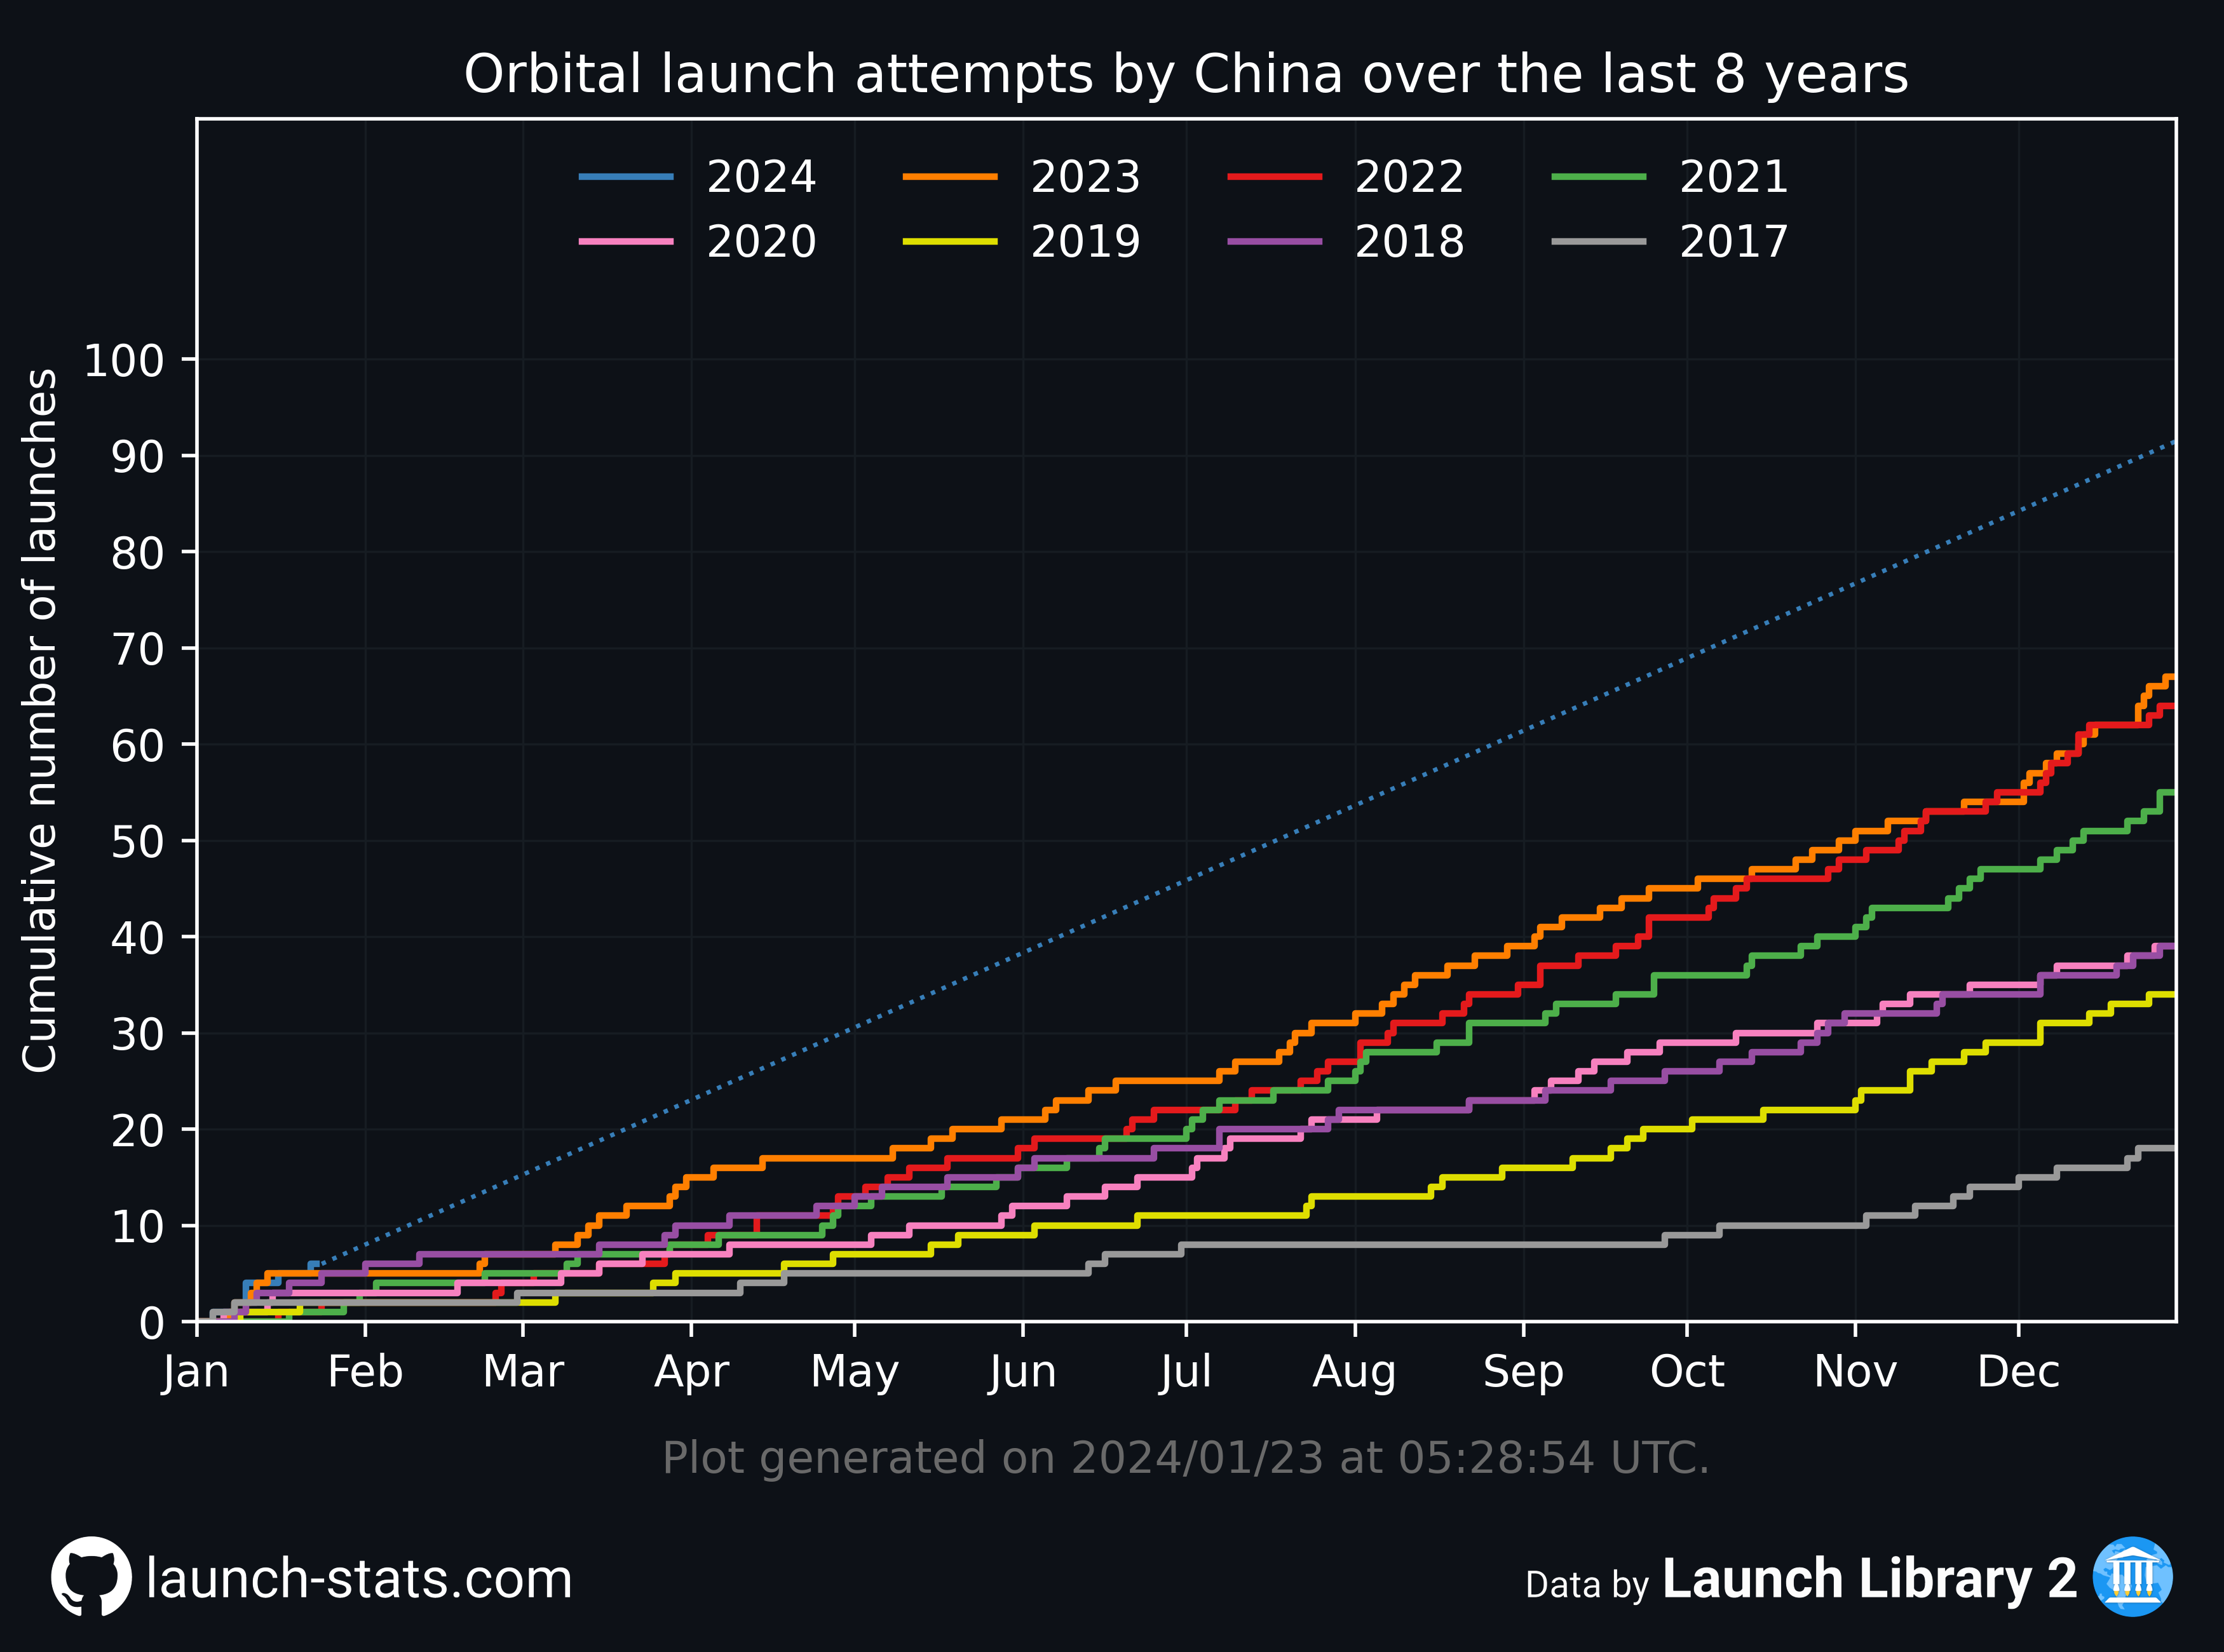 Orbital launch attempts by China over the last 8 years
2024 2023 2022 2021
2020 2019 2018 2017
Cumulative number of launches
100
90
80
70
60
50
40
30
20
10
0
Jan Feb Mar Apr May Jun Jul Aug Sep Oct Nov Dec
Plot generated on 2024/01/23 at 05:28:54 UTC.
launch-stats.com
Data by Launch Library 2